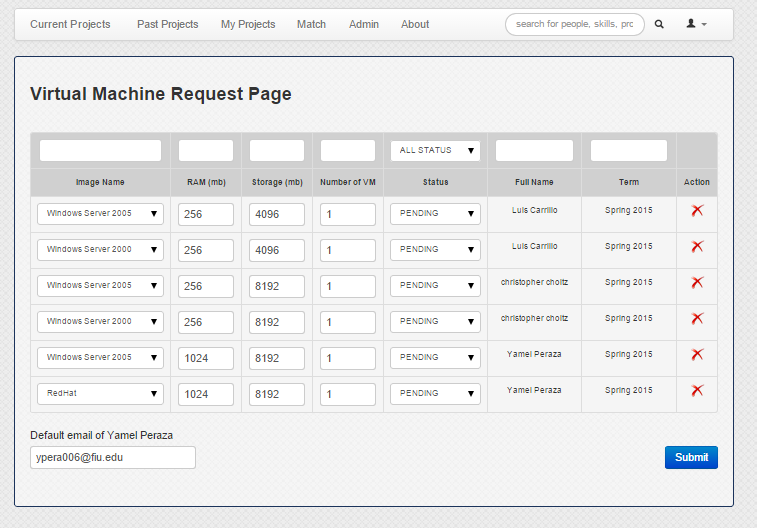 Current Projects Past Projects My Projects Match Admin About search for people, skills, prc
Virtual Machine Request Page
ALL STATUS
Image Name RAM (mb) Storage (mb) Number of VM Status Full Name Term Action
Windows Server 2005 256 4096 1 PENDING Luis Carrillo Spring 2015
Windows Server 2000 256 4096 1 PENDING Luis Carrillo Spring 2015
Windows Server 2005 256 8192 1 PENDING christopher choltz Spring 2015
Windows Server 2000 256 8192 1 PENDING christopher choltz Spring 2015
Windows Server 2005 1024 8192 1 PENDING Yamel Peraza Spring 2015
RedHat 1024 8192 1 PENDING Yamel Peraza Spring 2015
Default email of Yamel Peraza
ypera006@fiu.edu Submit